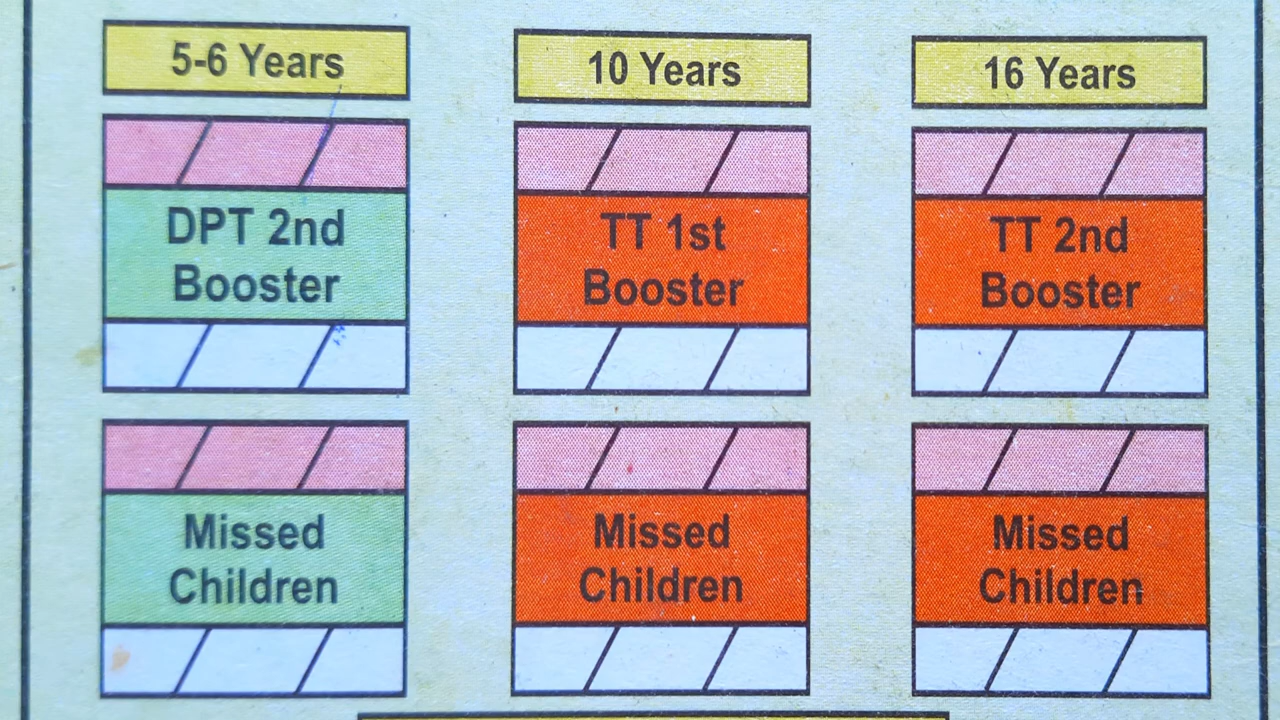 5-6 Years
10 Years
16 Years
DPT 2nd
Booster
TT 1st
Booster
TT 2nd
Booster
Missed
Children
Missed
Children
Missed
Children